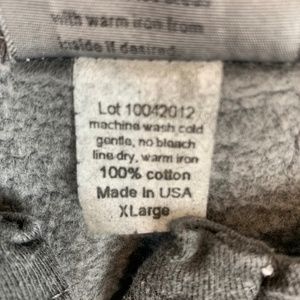 with warm iron from
inside if desired
Lot 10042012
machine wash cold
gentle, no bleach
line dry, warm iron
100% cotton
Made in USA
XLarge